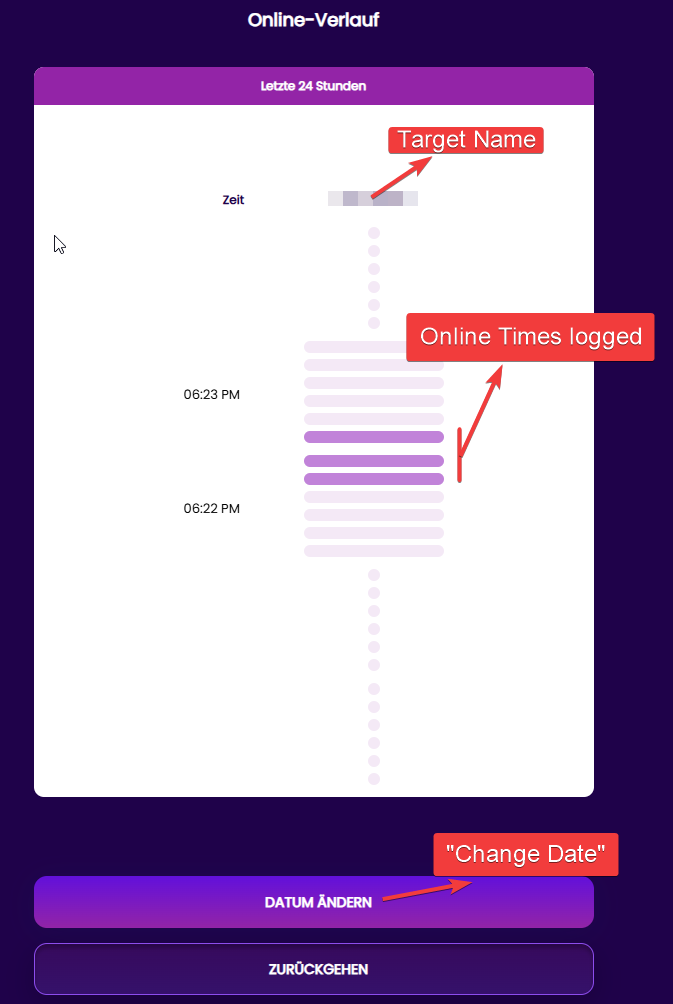 Online-Verlauf
Letzte 24 Stunden
Target Name
Zeit
Online Times logged
06:23 PM
06:22 PM
"Change Date"
DATUM ÄNDERN
ZURÜCKGEHEN